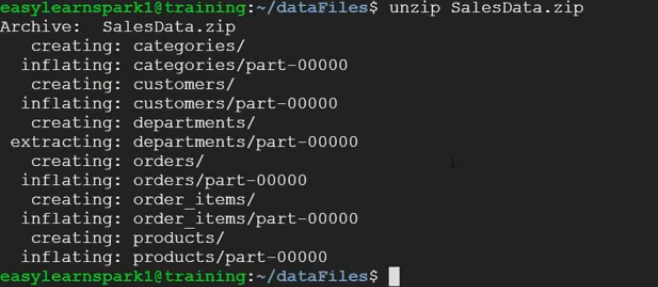 easylearnspark1@training:~/dataFiles$ unzip SalesData.zip
Archive:  SalesData.zip
   creating: categories/
  inflating: categories/part-00000
   creating: customers/
  inflating: customers/part-00000
   creating: departments/
 extracting: departments/part-00000
   creating: orders/
  inflating: orders/part-00000
   creating: order_items/
  inflating: order_items/part-00000
   creating: products/
  inflating: products/part-00000
easylearnspark1@training:~/dataFiles$